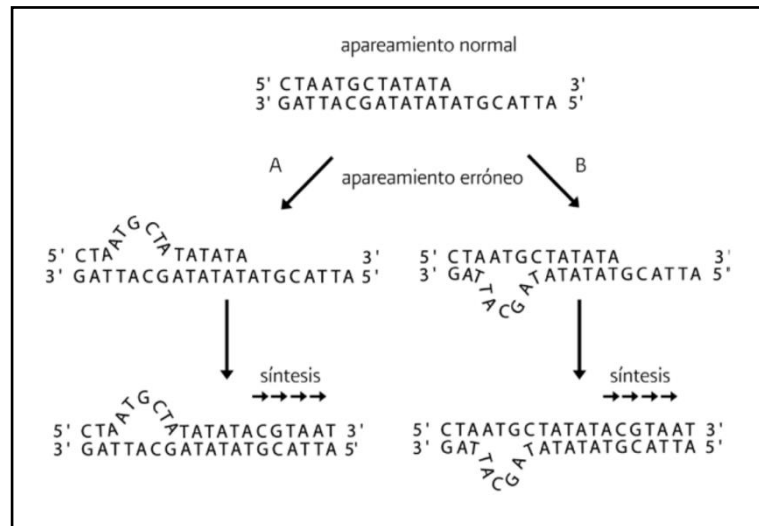 apareamiento normal
5' CTAATGCTATATA 3'
3' GATTACGATATATATGCATTA 5'
A
B
apareamiento erróneo
5' CTAATGCTATATATA 3'
3' GATTACGATATATATGCATTA 5'
5' CTAATGCTATATA 3'
3' GATTACGATATATATGCATTA 5"
síntesis
síntesis
5' CTAATGCTATATATACGTAAT 3'
3' GATTACGATATATGCATTA 5'
5' CTAATGCTATATACGTAAT 3'
3' GATTACGATATATATGCATTA 5'